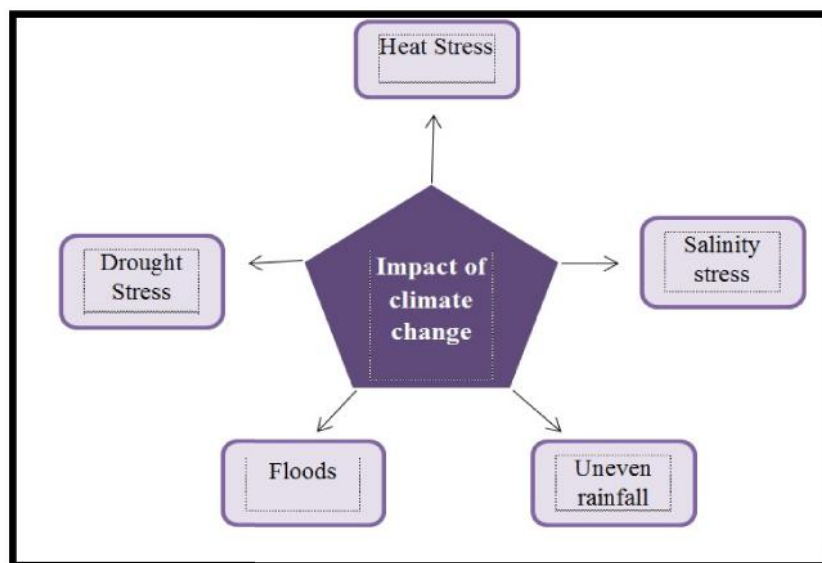 Heat Stress
Drought
Stress
Impact of
climate
change
Salinity
stress
Floods
Uneven
rainfall